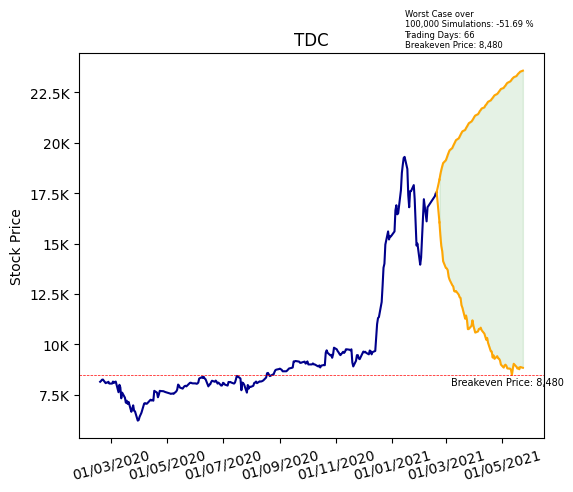 Worst Case over
100,000 Simulations: -51.69 %
Trading Days: 66
Breakeven Price: 8,480
TDC
Stock Price
22.5K
20K
17.5K
15K
12.5K
10K
7.5K
Breakeven Price: 8,480
01/03/2020
01/05/2020
01/07/2020
01/09/2020
01/11/2020
01/01/2021
01/03/2021
01/05/2021